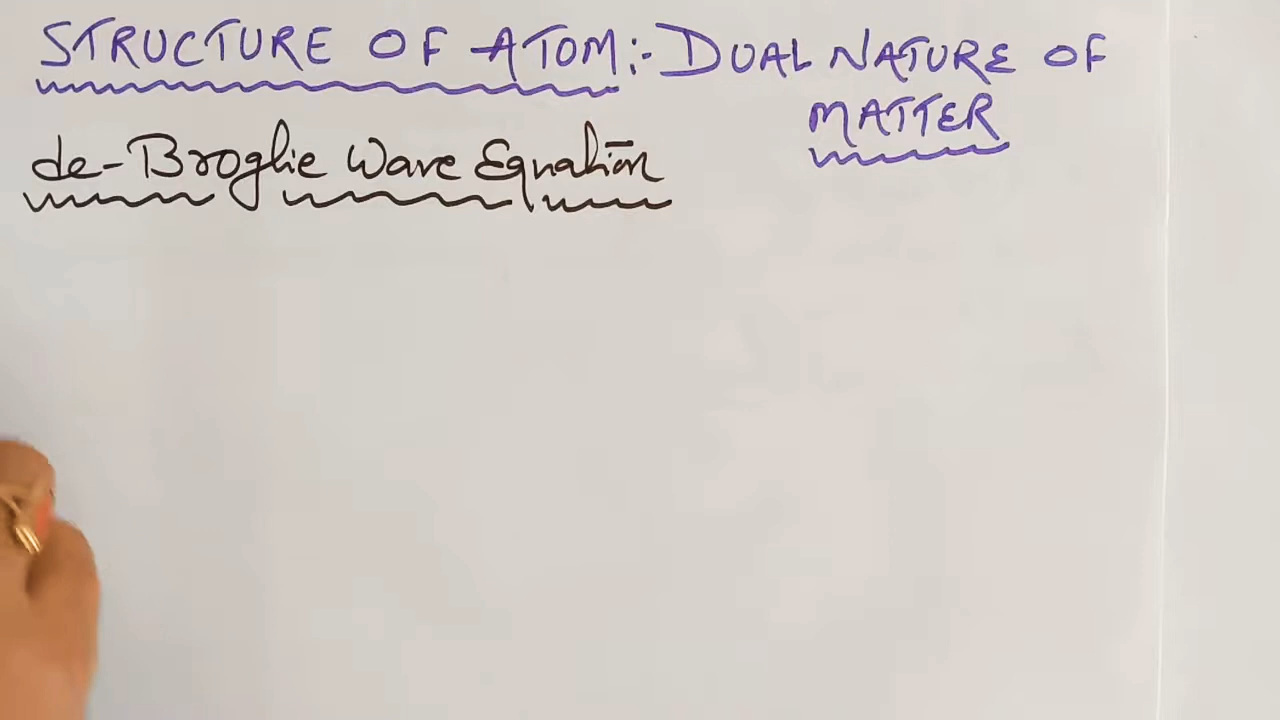 STRUCTURE OF ATOM:- DUAL NATURE OF
MATTER
de-Broglie Wave Equation